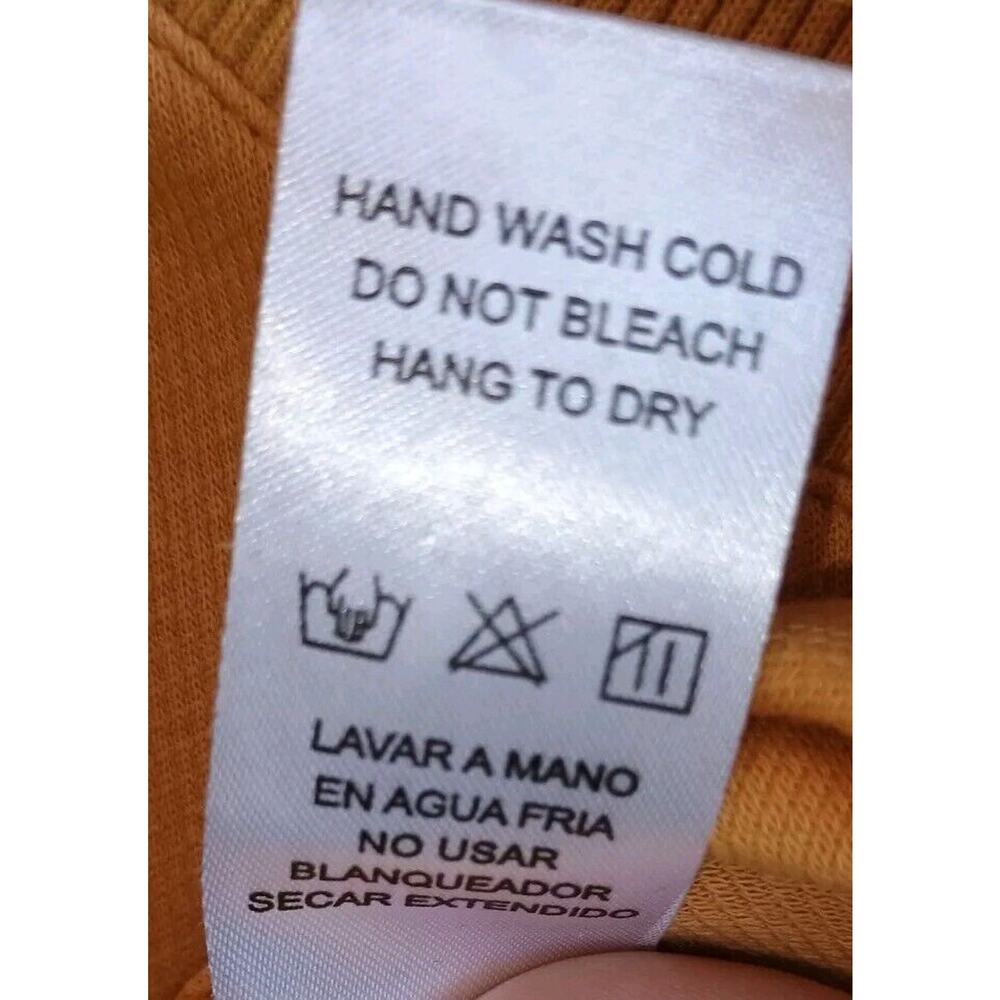 HAND WASH COLD
DO NOT BLEACH
HANG TO DRY
LAVAR A MANO
EN AGUA FRIA
NO USAR
BLANQUEADOR
SECAR EXTENDIDO